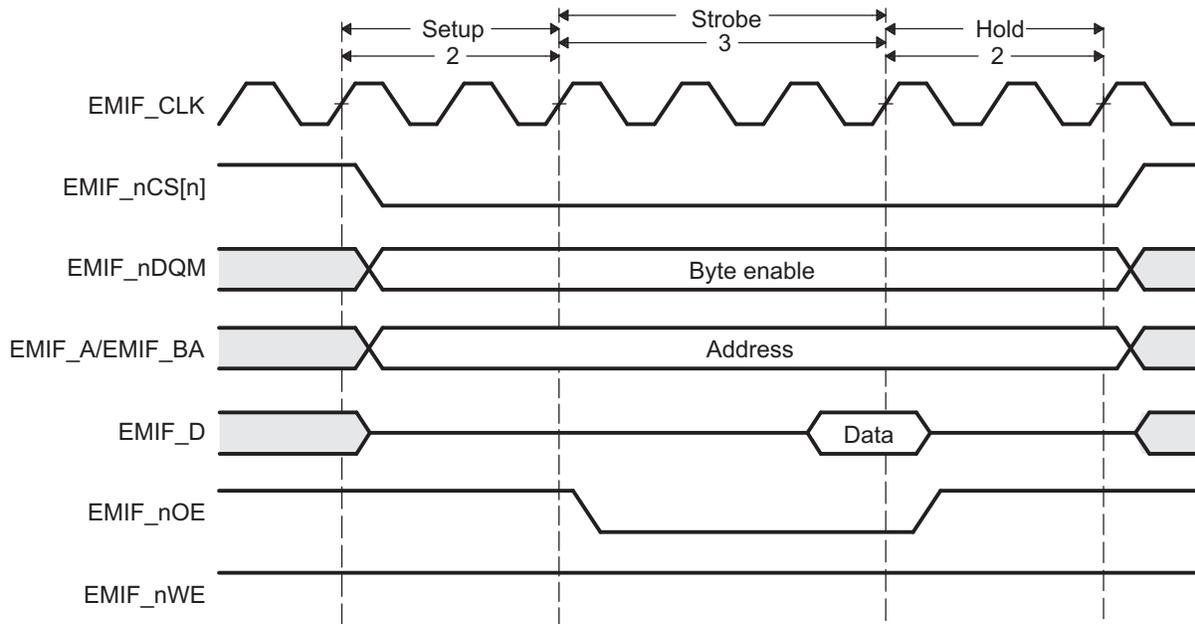 Setup
2
Strobe
3
Hold
2
EMIF_CLK
EMIF_nCS[n]
EMIF_nDQM
Byte enable
EMIF_A/EMIF_BA
Address
EMIF_D
Data
EMIF_nOE
EMIF_nWE